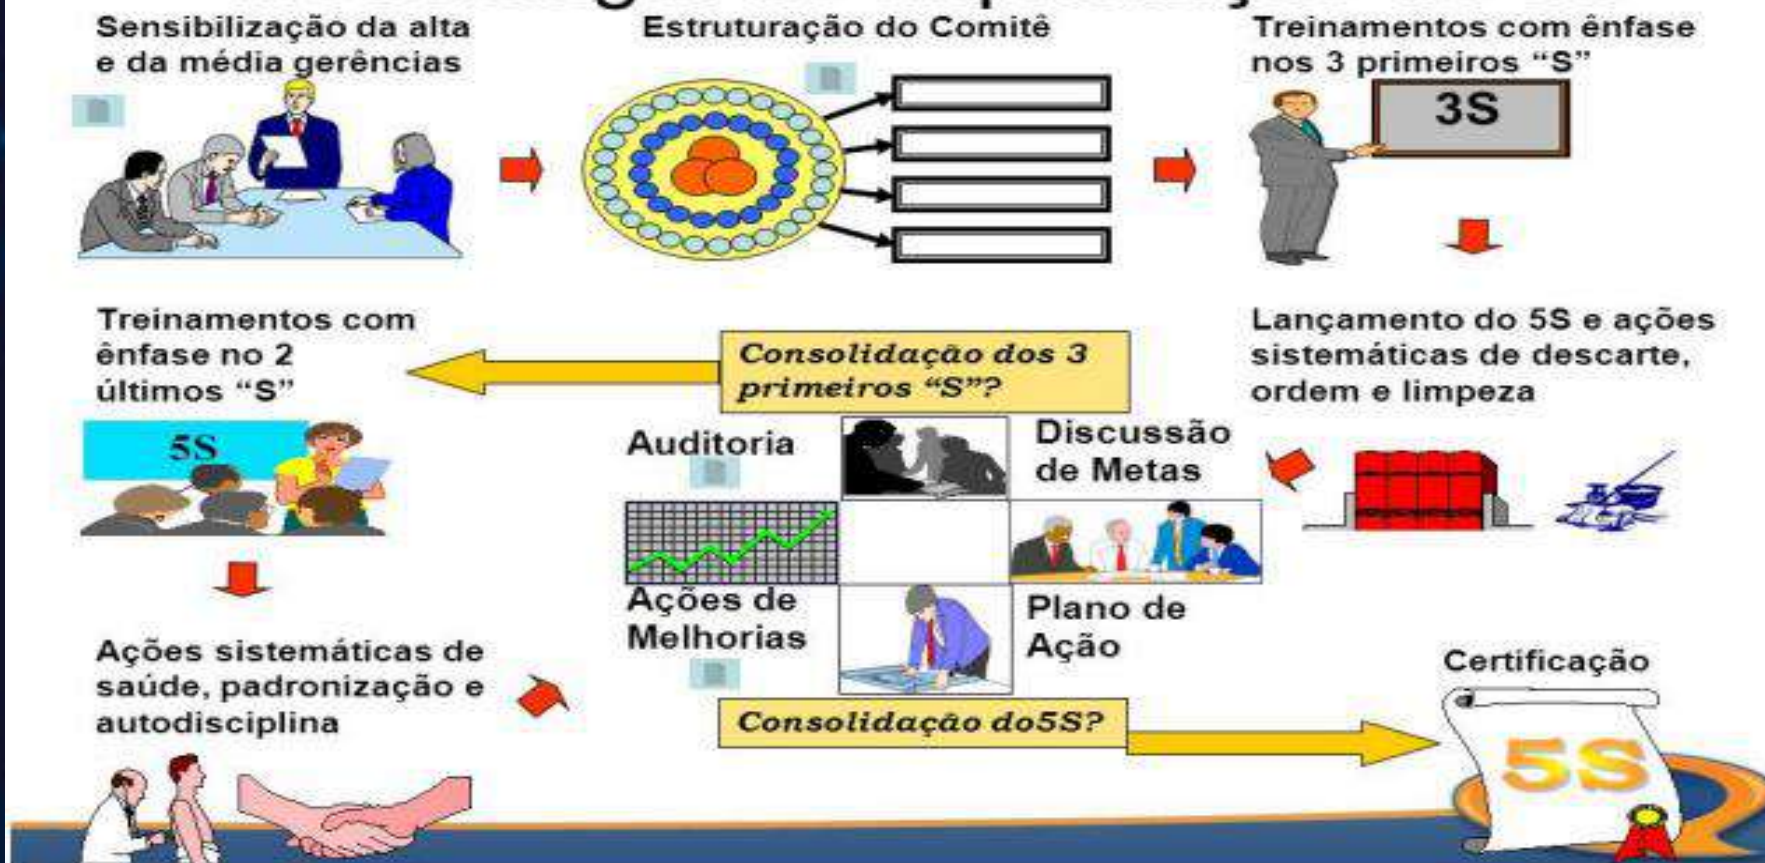 Sensibilização da alta
e da média gerências
Estruturação do Comitê
Treinamentos com ênfase
nos 3 primeiros “S”
3S
Lançamento do 5S e ações
sistemáticas de descarte,
ordem e limpeza
Consolidação dos 3
primeiros “S”?
Auditoria
Discussão
de Metas
Ações de
Melhorias
Plano de
Ação
Treinamentos com
ênfase no 2
últimos “S”
5S
Ações sistemáticas de
saúde, padronização e
autodisciplina
Consolidação do5S?
Certificação
5S